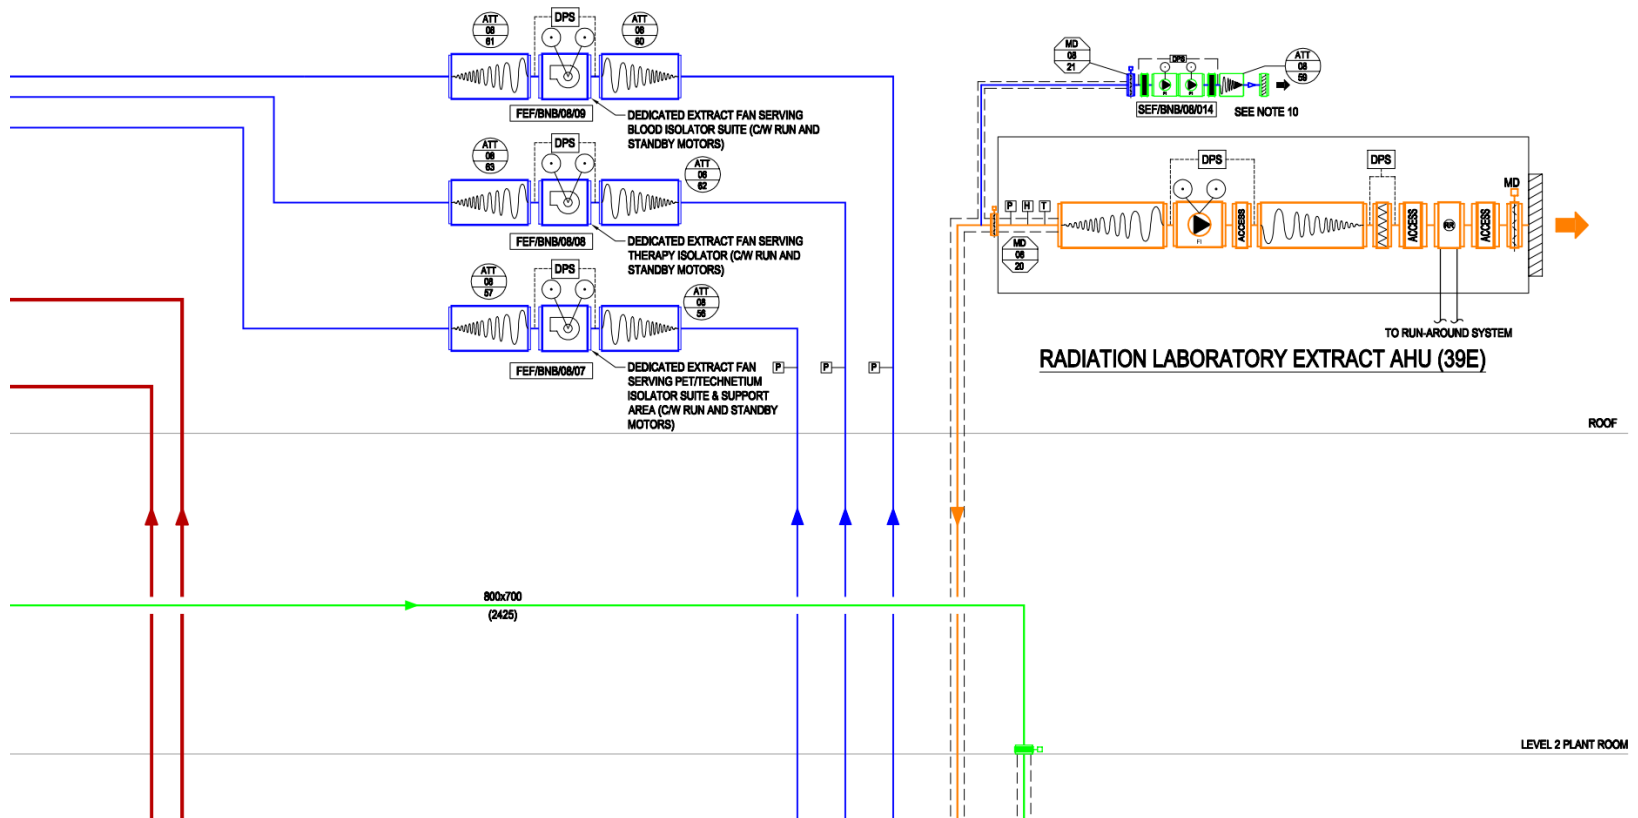 ATT
08
61
DPS
ATT
08
60
FEF/BNB/08/09
DEDICATED EXTRACT FAN SERVING
BLOOD ISOLATOR SUITE (C/W RUN AND
STANDBY MOTORS)
ATT
08
63
DPS
ATT
08
62
FEF/BNB/08/08
DEDICATED EXTRACT FAN SERVING
THERAPY ISOLATOR (C/W RUN AND
STANDBY MOTORS)
ATT
08
57
DPS
ATT
08
56
FEF/BNB/08/07
DEDICATED EXTRACT FAN
SERVING PET/TECHNETIUM
ISOLATOR SUITE & SUPPORT
AREA (C/W RUN AND STANDBY
MOTORS)
P
P
P
MD
08
21
DPS
ATT
08
59
FI
FI
SEF/BNB/08/014
SEE NOTE 10
P
H
T
MD
08
20
DPS
FI
ACCESS
DPS
ACCESS
RR
ACCESS
MD
TO RUN-AROUND SYSTEM
RADIATION LABORATORY EXTRACT AHU (39E)
ROOF
800x700
(2425)
LEVEL 2 PLANT ROOM